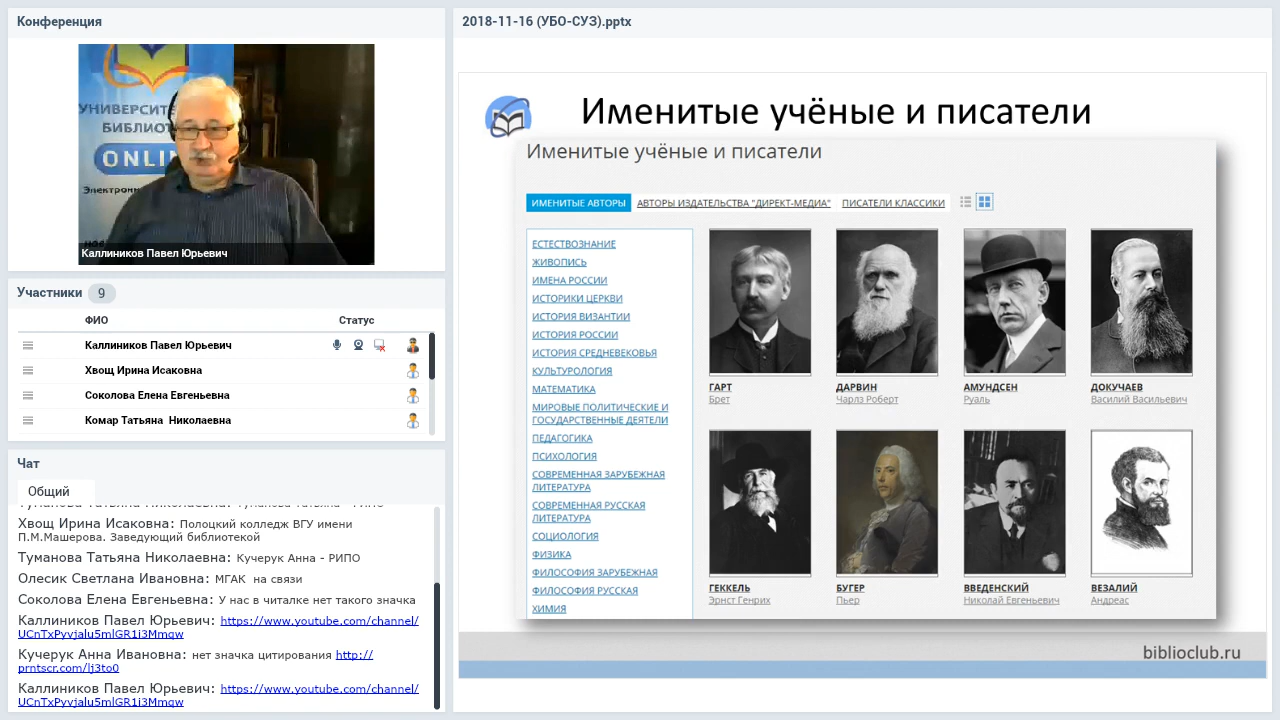 Конференция
УНИВЕРСИТЕ
БИБЛИОТ
ONLI
Электронн
Каллиников Павел Юрьевич
Участники 9
ФИО Статус
Каллиников Павел Юрьевич
Хвощ Ирина Исаковна
Соколова Елена Евгеньевна
Комар Татьяна Николаевна
Чат
Общий
Хвощ Ирина Исаковна: Полоцкий колледж ВГУ имени
П.М.Машерова. Заведующий библиотекой
Туманова Татьяна Николаевна: Кучерук Анна - РИПО
Олесик Светлана Ивановна: МГАК на связи
Соколова Елена Евгеньевна: У нас в читалке нет такого значка
Каллиников Павел Юрьевич: https://www.youtube.com/channel/
UCnTxPyvjalu5mlGR1i3Mmqw
Кучерук Анна Ивановна: нет значка цитирования http://
prntscr.com/lj3to0
Каллиников Павел Юрьевич: https://www.youtube.com/channel/
UCnTxPyvjalu5mlGR1i3Mmqw
2018-11-16 (УБО-СУЗ).pptx
Именитые учёные и писатели
Именитые учёные и писатели
ИМЕНИТЫЕ АВТОРЫ АВТОРЫ ИЗДАТЕЛЬСТВА "ДИРЕКТ-МЕДИА" ПИСАТЕЛИ КЛАССИКИ
ЕСТЕСТВОЗНАНИЕ
ЖИВОПИСЬ
ИМЕНА РОССИИ
ИСТОРИКИ ЦЕРКВИ
ИСТОРИЯ ВИЗАНТИИ
ИСТОРИЯ РОССИИ
ИСТОРИЯ СРЕДНЕВЕКОВЬЯ
КУЛЬТУРОЛОГИЯ
МАТЕМАТИКА
МИРОВЫЕ ПОЛИТИЧЕСКИЕ И
ГОСУДАРСТВЕННЫЕ ДЕЯТЕЛИ
ПЕДАГОГИКА
ПСИХОЛОГИЯ
СОВРЕМЕННАЯ ЗАРУБЕЖНАЯ
ЛИТЕРАТУРА
СОВРЕМЕННАЯ РУССКАЯ
ЛИТЕРАТУРА
СОЦИОЛОГИЯ
ФИЗИКА
ФИЛОСОФИЯ ЗАРУБЕЖНАЯ
ФИЛОСОФИЯ РУССКАЯ
ХИМИЯ
ГАРТ ДАРВИН АМУНДСЕН ДОКУЧАЕВ
Брет Чарлз Роберт Руаль Василий Васильевич
ГЕККЕЛЬ БУГЕР ВВЕДЕНСКИЙ ВЕЗАЛИЙ
Эрнст Генрих Пьер Николай Евгеньевич Андреас
biblioclub.ru